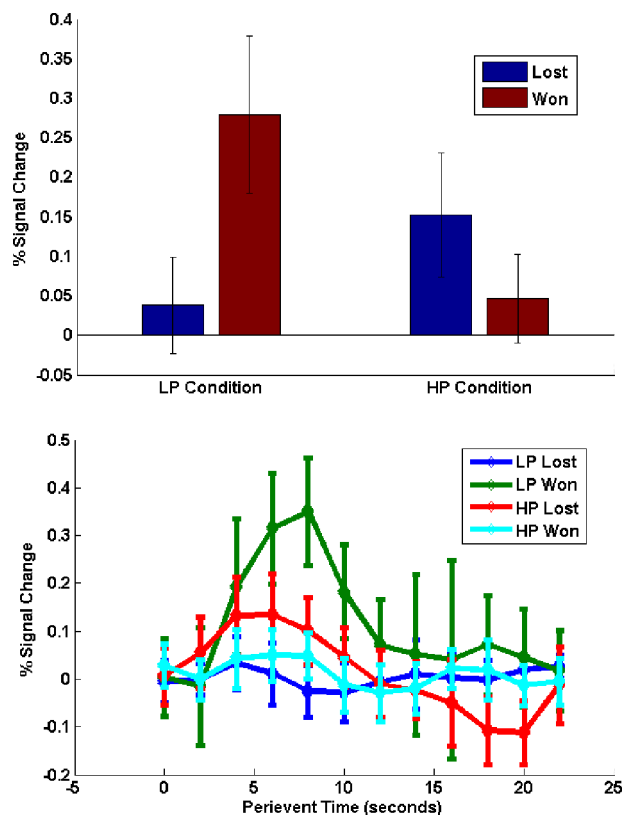 0.4
0.35
0.3
0.25
0.2
0.15
0.1
0.05
0
-0.05
% Signal Change
Lost
Won
LP Condition
HP Condition
0.5
0.4
0.3
0.2
0.1
0
-0.1
-0.2
% Signal Change
LP Lost
LP Won
HP Lost
HP Won
-5 0 5 10 15 20 25
Perievent Time (seconds)